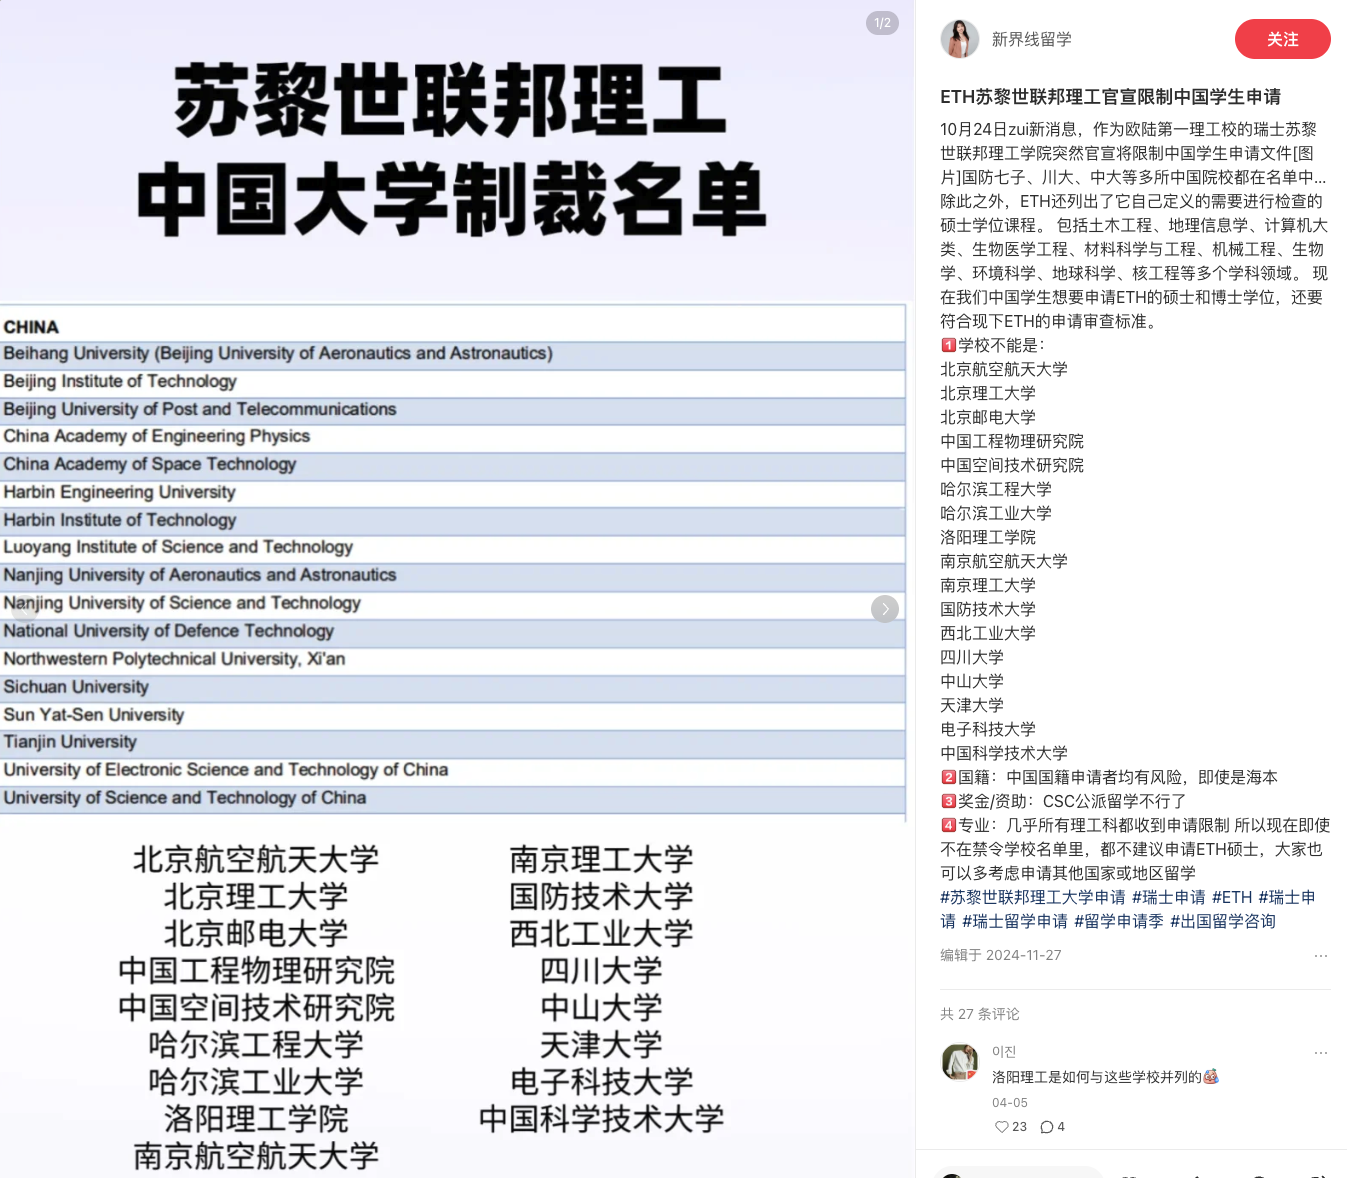 1/2
苏黎世联邦理工
中国大学制裁名单
CHINA
Beihang University (Beijing University of Aeronautics and Astronautics)
Beijing Institute of Technology
Beijing University of Post and Telecommunications
China Academy of Engineering Physics
China Academy of Space Technology
Harbin Engineering University
Harbin Institute of Technology
Luoyang Institute of Science and Technology
Nanjing University of Aeronautics and Astronautics
Nanjing University of Science and Technology
National University of Defence Technology
Northwestern Polytechnical University, Xi'an
Sichuan University
Sun Yat-Sen University
Tianjin University
University of Electronic Science and Technology of China
University of Science and Technology of China
北京航空航天大学
北京理工大学
北京邮电大学
中国工程物理研究院
中国空间技术研究院
哈尔滨工程大学
哈尔滨工业大学
洛阳理工学院
南京航空航天大学
南京理工大学
国防技术大学
西北工业大学
四川大学
中山大学
天津大学
电子科技大学
中国科学技术大学
新界线留学
关注
ETH苏黎世联邦理工官宣限制中国学生申请
10月24日zui新消息，作为欧陆第一理工校的瑞士苏黎
世联邦理工学院突然官宣将限制中国学生申请文件[图
片]国防七子、川大、中大等多所中国院校都在名单中...
除此之外，ETH还列出了它自己定义的需要进行检查的
硕士学位课程。 包括土木工程、地理信息学、计算机大
类、生物医学工程、材料科学与工程、机械工程、生物
学、环境科学、地球科学、核工程等多个学科领域。 现
在我们中国学生想要申请ETH的硕士和博士学位，还要
符合现下ETH的申请审查标准。
1️⃣学校不能是：
北京航空航天大学
北京理工大学
北京邮电大学
中国工程物理研究院
中国空间技术研究院
哈尔滨工程大学
哈尔滨工业大学
洛阳理工学院
南京航空航天大学
南京理工大学
国防技术大学
西北工业大学
四川大学
中山大学
天津大学
电子科技大学
中国科学技术大学
2️⃣国籍：中国国籍申请者均有风险，即使是海本
3️⃣奖金/资助：CSC公派留学不行了
4️⃣专业：几乎所有理工科都收到申请限制 所以现在即使
不在禁令学校名单里，都不建议申请ETH硕士，大家也
可以多考虑申请其他国家或地区留学
#苏黎世联邦理工大学申请 #瑞士申请 #ETH #瑞士申
请 #瑞士留学申请 #留学申请季 #出国留学咨询
编辑于 2024-11-27
共 27 条评论
이진
洛阳理工是如何与这些学校并列的
04-05
23 4